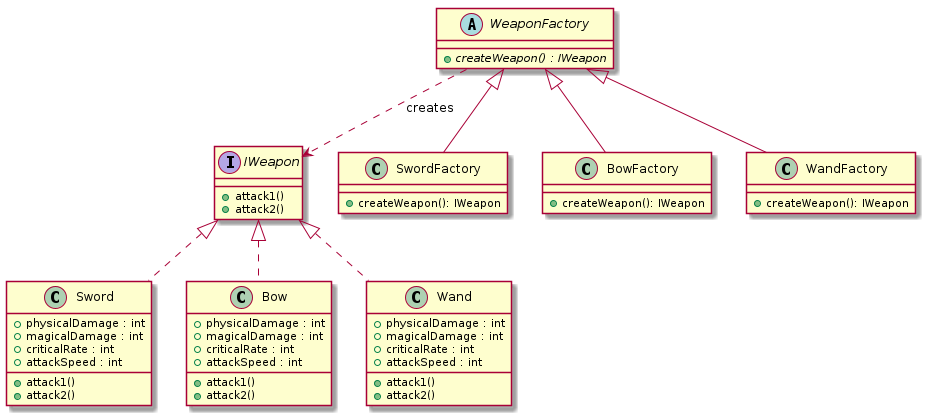 A WeaponFactory
createWeapon() : IWeapon
creates
I IWeapon
attack1()
attack2()
C SwordFactory
createWeapon(): IWeapon
C BowFactory
createWeapon(): IWeapon
C WandFactory
createWeapon(): IWeapon
C Sword
physicalDamage : int
magicalDamage : int
criticalRate : int
attackSpeed : int
attack1()
attack2()
C Bow
physicalDamage : int
magicalDamage : int
criticalRate : int
attackSpeed : int
attack1()
attack2()
C Wand
physicalDamage : int
magicalDamage : int
criticalRate : int
attackSpeed : int
attack1()
attack2()